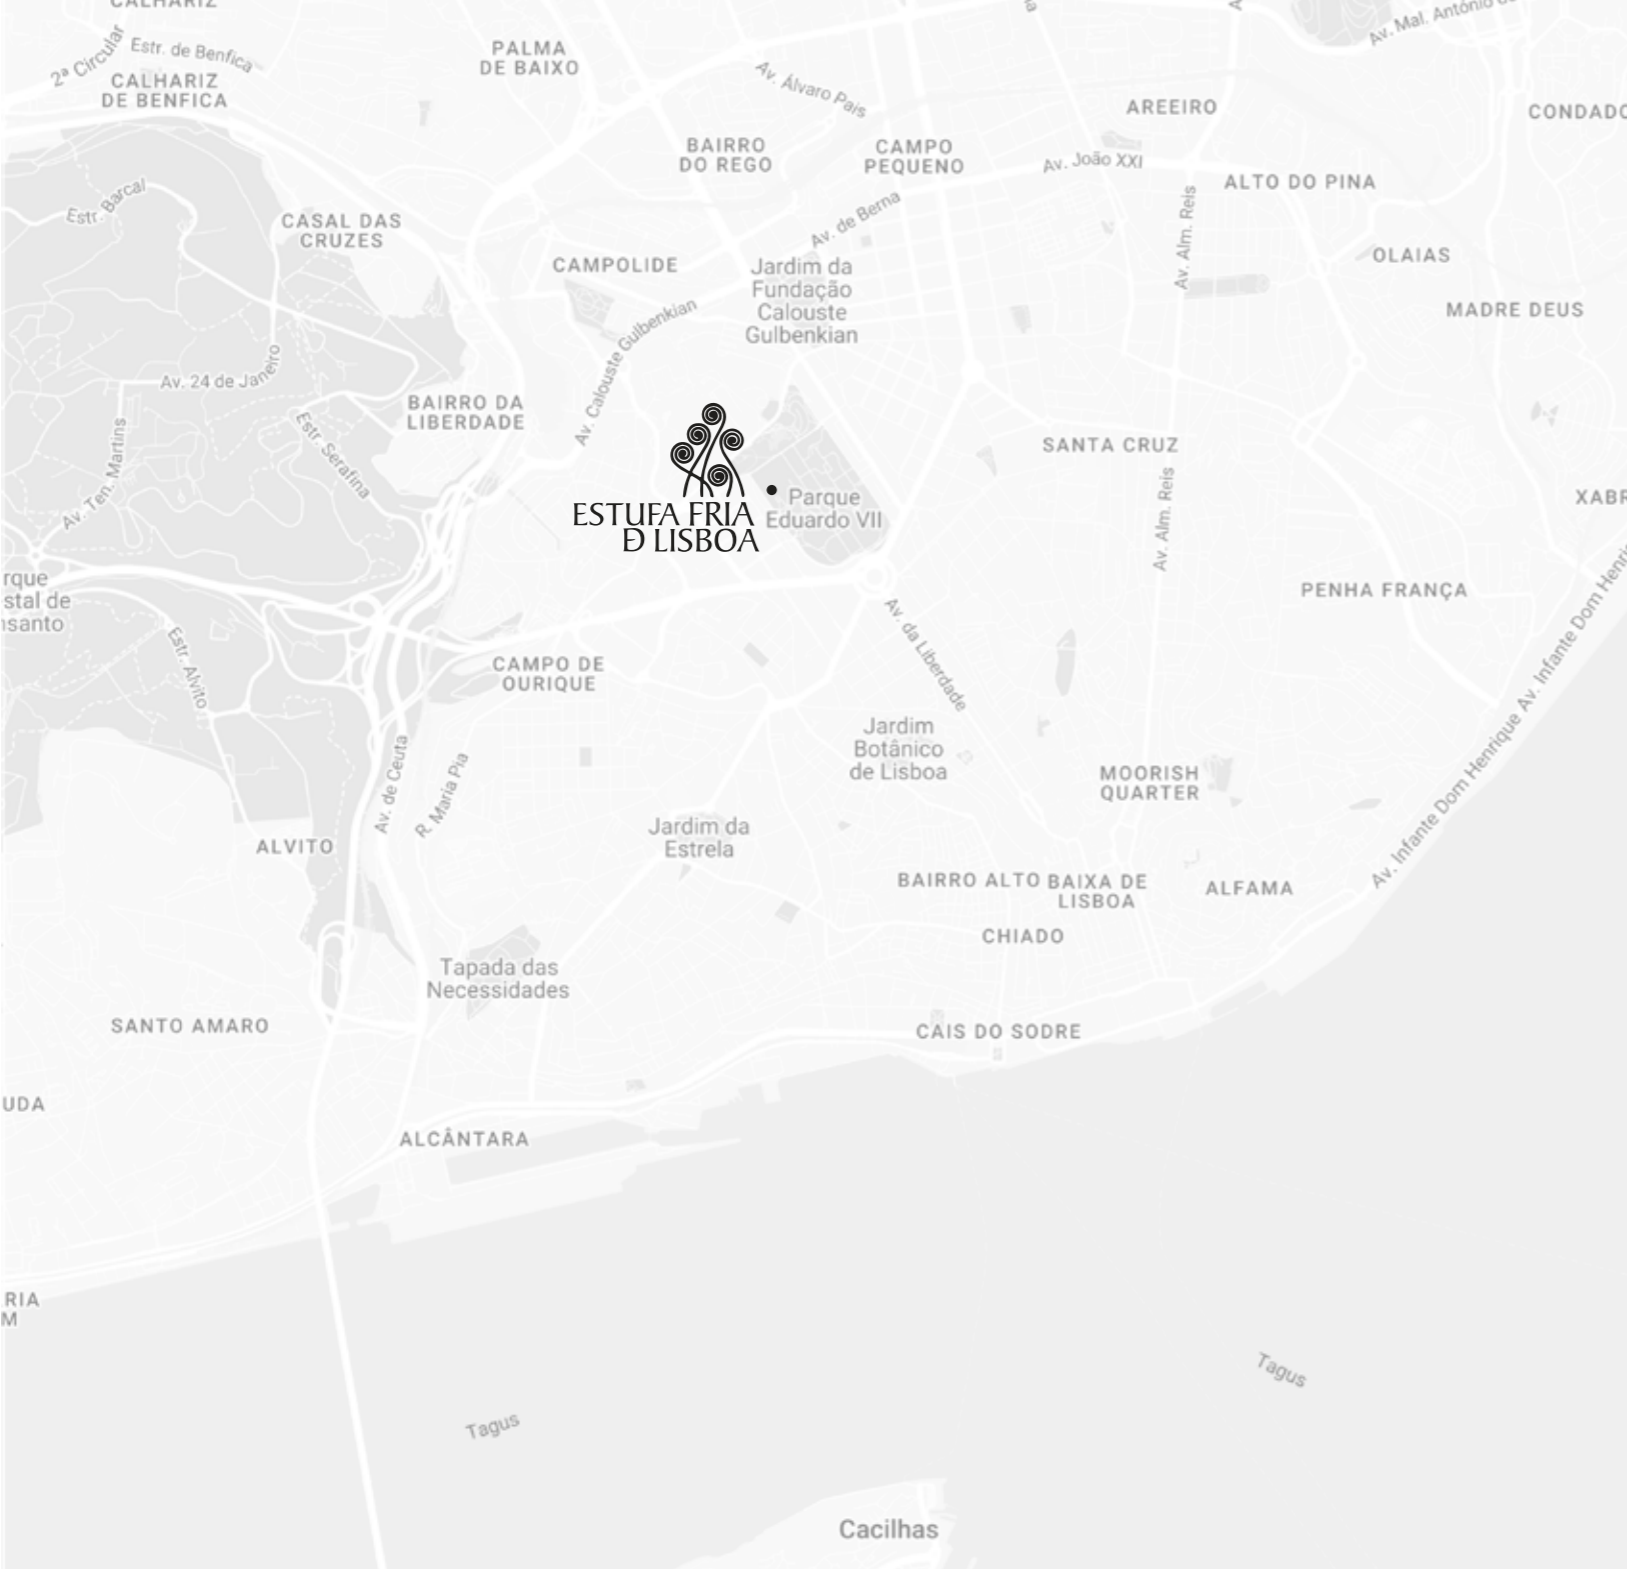 CALHARIZ
2ª Circular
Estr. de Benfica
CALHARIZ
DE BENFICA
PALMA
DE BAIXO
Av. Álvaro Pais
Av. Mal. António
AREEIRO
CONDADO
BAIRRO
DO REGO
CAMPO
PEQUENO
Av. João XXI
ALTO DO PINA
Estr. Barcal
CASAL DAS
CRUZES
Av. de Berna
Av. Alm. Reis
OLAIAS
CAMPOLIDE
Jardim da
Fundação
Calouste
Gulbenkian
MADRE DEUS
Av. Calouste Gulbenkian
Av. 24 de Janeiro
BAIRRO DA
LIBERDADE
Estr. Serafina
Av. Ten. Martins
SANTA CRUZ
Av. Alm. Reis
XABR
ESTUFA FRIA
D LISBOA
Parque
Eduardo VII
rque
stal de
nsanto
PENHA FRANÇA
Av. Infante Dom Henrique
Av. Infante Dom Henrique
Estr. Alvito
CAMPO DE
OURIQUE
Av. da Liberdade
Jardim
Botânico
de Lisboa
MOORISH
QUARTER
Av. de Ceuta
R. Maria Pia
ALVITO
Jardim da
Estrela
BAIRRO ALTO
BAIXA DE
LISBOA
ALFAMA
CHIADO
Tapada das
Necessidades
SANTO AMARO
CAIS DO SODRE
UDA
ALCÂNTARA
RIA
M
Tagus
Tagus
Cacilhas